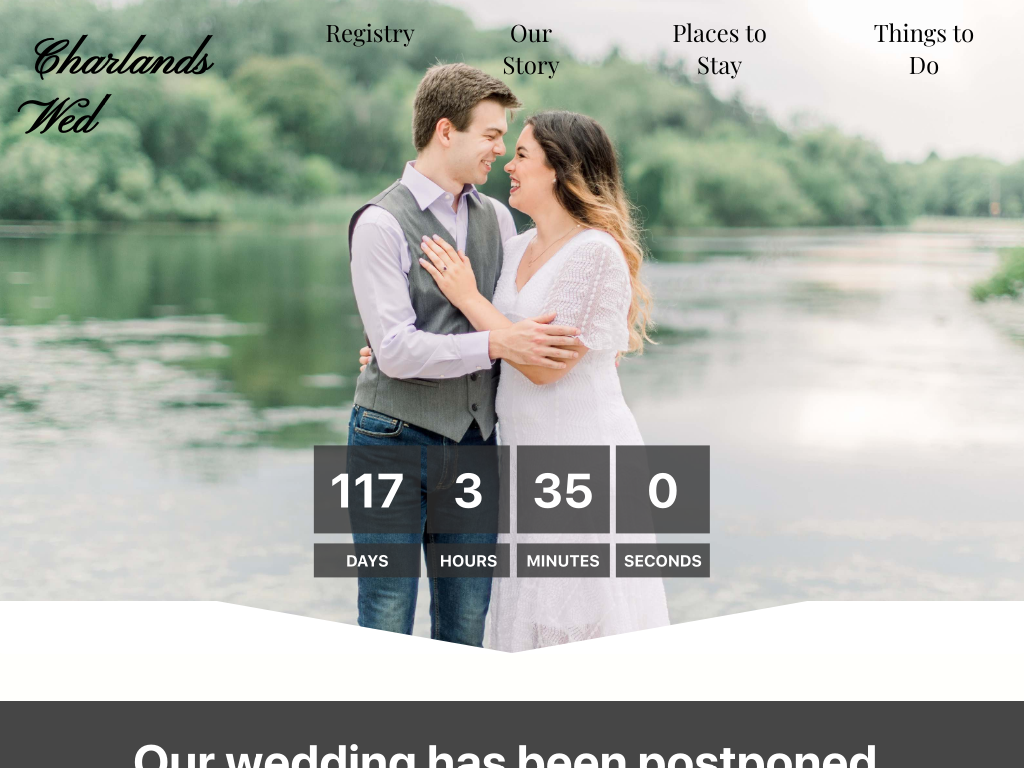 Charlands
Wed
Registry
Our
Story
Places to
Stay
Things to
Do
117 3 35 0
DAYS HOURS MINUTES SECONDS
Our wedding has been postponed